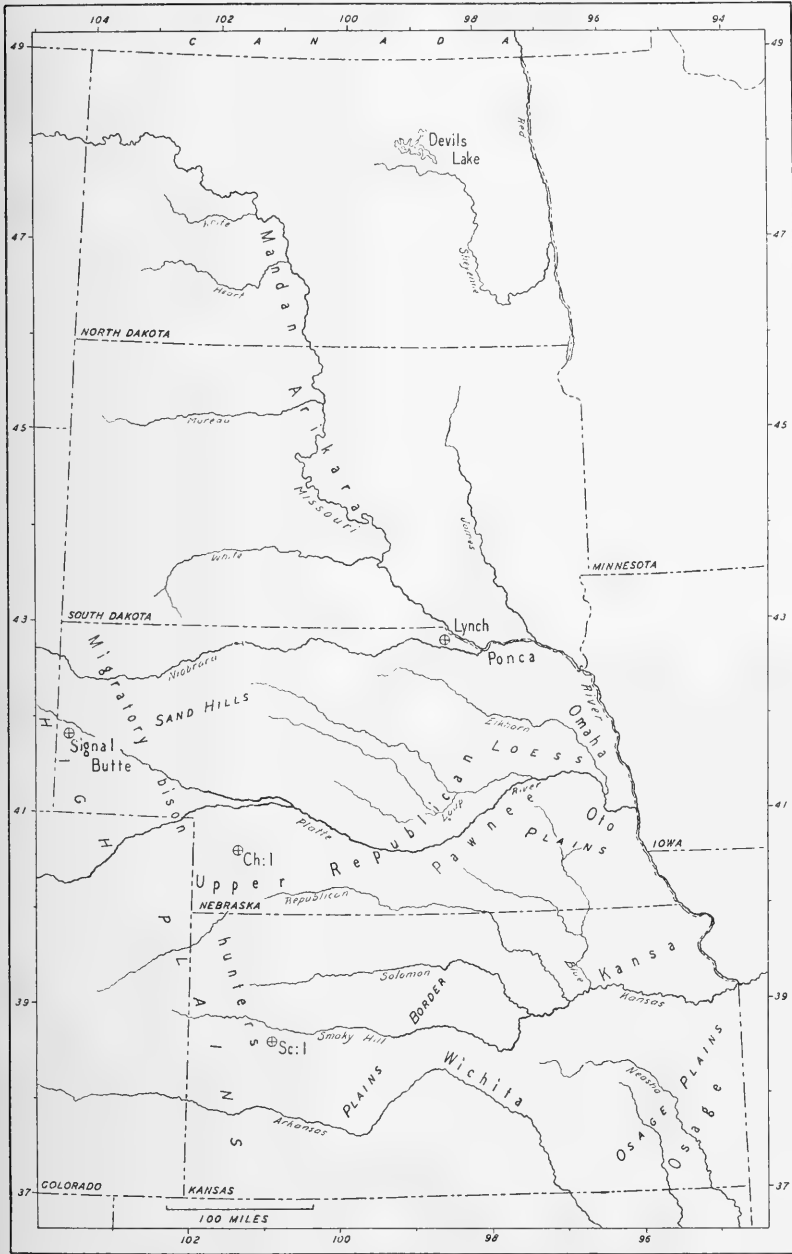 104 102 100 98 96 94
CANADA
49 49
Devils
Lake
Red
Sheyenne
47 47
Knife
Heart
Mandan
NORTH DAKOTA
Arikara
Moreau
45 45
Missouri
James
White
MINNESOTA
SOUTH DAKOTA
43 43
Lynch
Ponca
Niobrara
Migratory bison hunters
SAND HILLS
Elkhorn
River
Omaha
HIGH PLAINS
Signal
Butte
LOESS PLAINS
Loup River
41 41
Platte
Upper Republican
Pawnee
Oto
IOWA
Ch:1
Republican
NEBRASKA
Blue
Kansa
Kansas
Solomon
39 39
PLAINS BORDER
Smoky Hill
Sc:1
Wichita
Neosho
OSAGE PLAINS
Osage
Arkansas
37 37
COLORADO
KANSAS
100 MILES
102 100 98 96